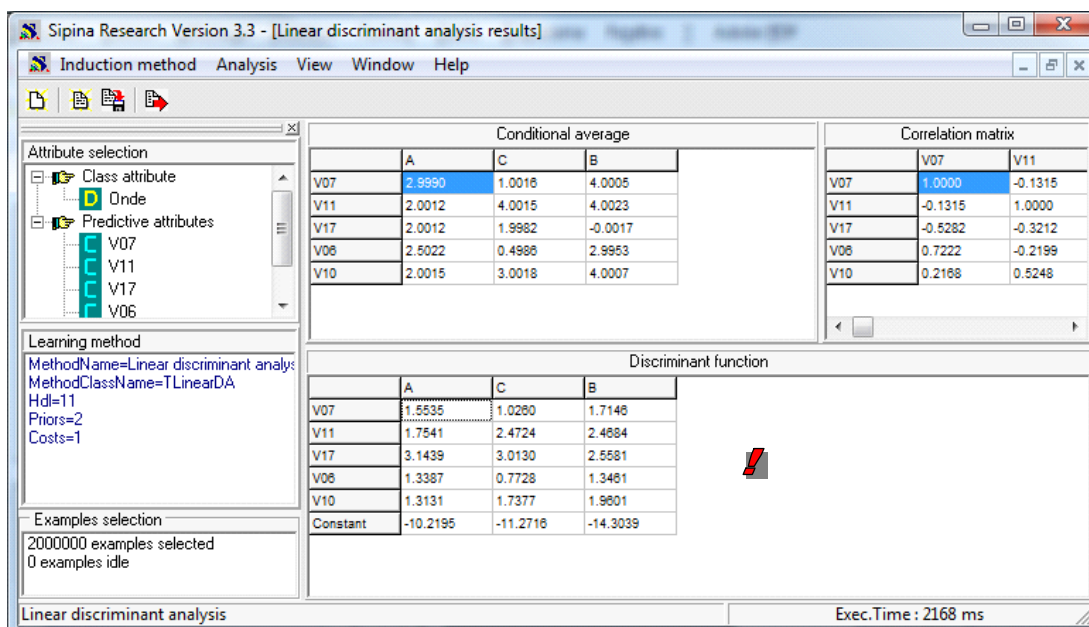 Sipina Research Version 3.3 - [Linear discriminant analysis results]
Induction method Analysis View Window Help
Attribute selection
Class attribute
D Onde
Predictive attributes
C V07
C V11
C V17
C V06
Learning method
MethodName=Linear discriminant analys
MethodClassName=TLinearDA
Hdl=11
Priors=2
Costs=1
Examples selection
2000000 examples selected
0 examples idle
Conditional average
A C B
V07 2.9990 1.0016 4.0005
V11 2.0012 4.0015 4.0023
V17 2.0012 1.9982 -0.0017
V06 2.5022 0.4986 2.9953
V10 2.0015 3.0018 4.0007
Correlation matrix
V07 V11
V07 1.0000 -0.1315
V11 -0.1315 1.0000
V17 -0.5282 -0.3212
V06 0.7222 -0.2199
V10 0.2168 0.5248
Discriminant function
A C B
V07 1.5535 1.0260 1.7146
V11 1.7541 2.4724 2.4684
V17 3.1439 3.0130 2.5581
V06 1.3387 0.7728 1.3461
V10 1.3131 1.7377 1.9601
Constant -10.2195 -11.2716 -14.3039
Linear discriminant analysis
Exec.Time : 2168 ms